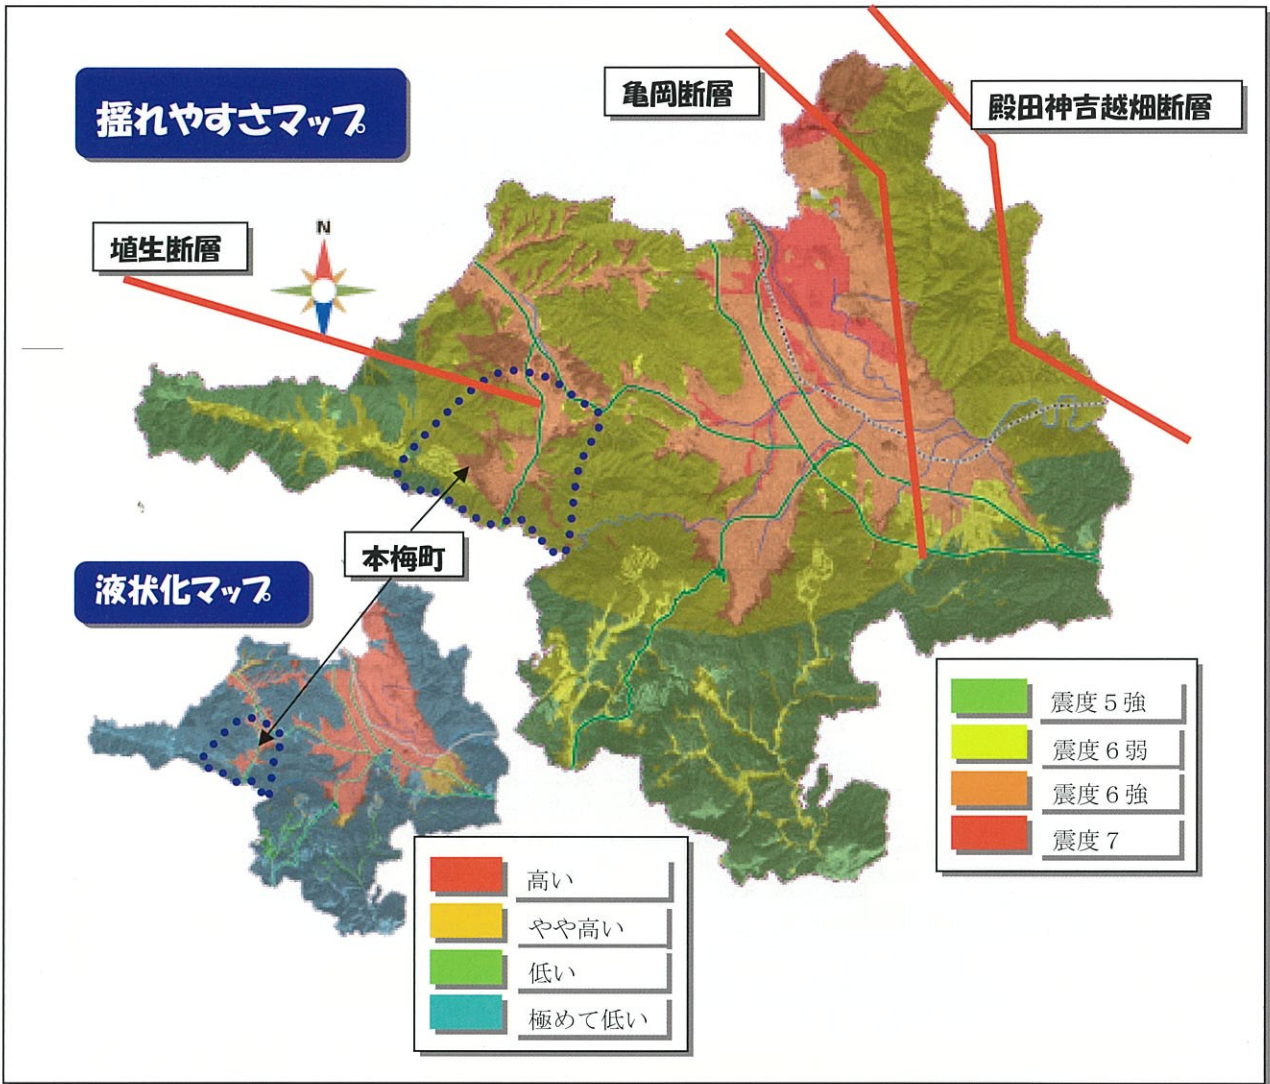 揺れやすさマップ
亀岡断層
殿田神吉越畑断層
埴生断層
N
本梅町
液状化マップ
震度５強
震度６弱
震度６強
震度７
高い
やや高い
低い
極めて低い